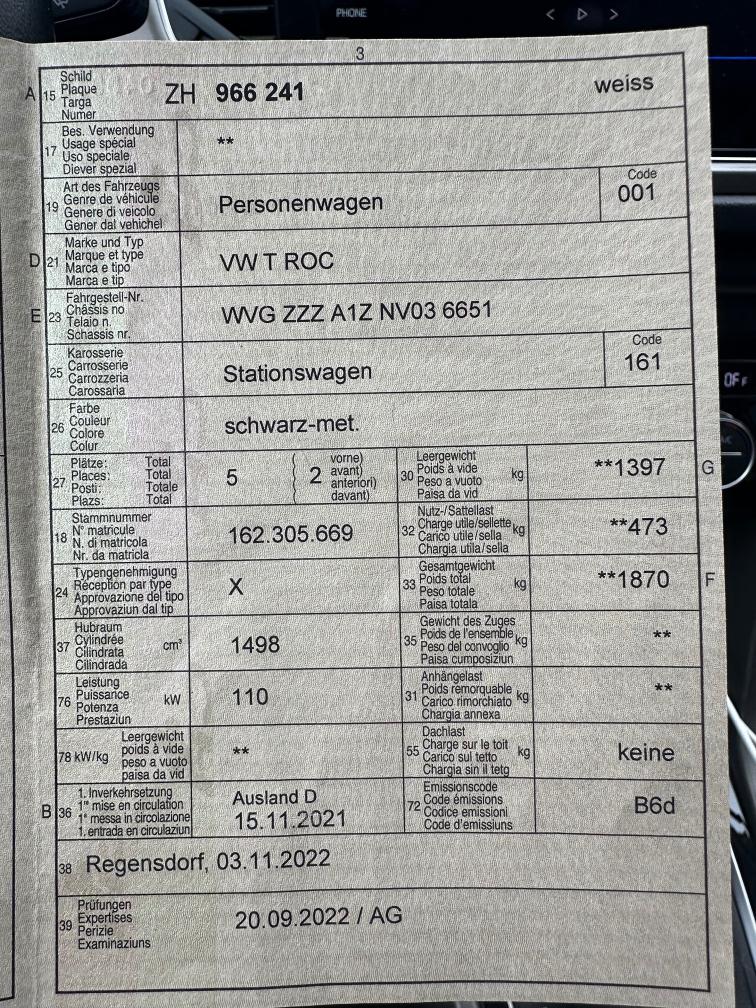 PHONE
3
A 15 Schild
Plaque
Targa
Numer
ZH 966 241 weiss
17 Bes. Verwendung
Usage spécial
Uso speciale
Diever spezial
**
19 Art des Fahrzeugs
Genre de véhicule
Genere di veicolo
Gener dal vehichel
Personenwagen
Code
001
D 21 Marke und Typ
Marque et type
Marca e tipo
Marca e tip
VW T ROC
E 23 Fahrgestell-Nr.
Châssis no
Telaio n.
Schassis nr.
WVG ZZZ A1Z NV03 6651
25 Karosserie
Carrosserie
Carrozzeria
Carossaria
Stationswagen
Code
161
26 Farbe
Couleur
Colore
Colur
schwarz-met.
27 Plätze: Total
Places: Total
Posti: Totale
Plazs: Total
5 2 vorne)
avant)
anteriori)
davant)
30 Leergewicht
Poids à vide
Peso a vuoto
Paisa da vid
kg **1397 G
18 Stammnummer
N° matricule
N. di matricola
Nr. da matricla
162.305.669
32 Nutz-/Sattellast
Charge utile/sellette
Carico utile/sella
Chargia utila/sella
kg **473
24 Typengenehmigung
Réception par type
Approvazione del tipo
Approvaziun dal tip
X
33 Gesamtgewicht
Poids total
Peso totale
Paisa totala
kg **1870 F
37 Hubraum
Cylindrée
Cilindrata
Cilindrada
cm³ 1498
35 Gewicht des Zuges
Poids de l'ensemble
Peso del convoglio
Paisa cumposiziun
kg **
76 Leistung
Puissance
Potenza
Prestaziun
kW 110
31 Anhängelast
Poids remorquable
Carico rimorchiato
Chargia annexa
kg **
78 kW/kg Leergewicht
poids à vide
peso a vuoto
paisa da vid
**
55 Dachlast
Charge sur le toit
Carico sul tetto
Chargia sin il tetg
kg keine
B 36 1. Inverkehrsetzung
1re mise en circulation
1a messa in circolazione
1. entrada en circulaziun
Ausland D
15.11.2021
72 Emissionscode
Code émissions
Codice emissioni
Code d'emissiuns
B6d
38 Regensdorf, 03.11.2022
39 Prüfungen
Expertises
Perizie
Examinaziuns
20.09.2022 / AG
OFF